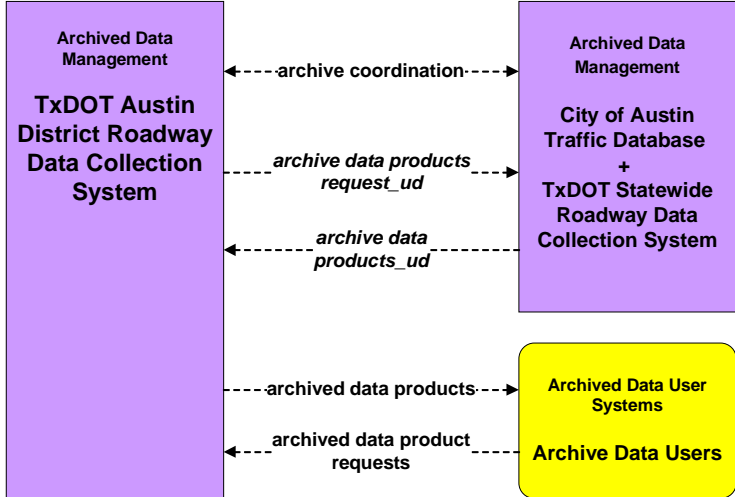 Archived Data
Management
TxDOT Austin
District Roadway
Data Collection
System
archive coordination
archive data products
request_ud
archive data
products_ud
Archived Data
Management
City of Austin
Traffic Database
+
TxDOT Statewide
Roadway Data
Collection System
archived data products
archived data product
requests
Archived Data User
Systems
Archive Data Users